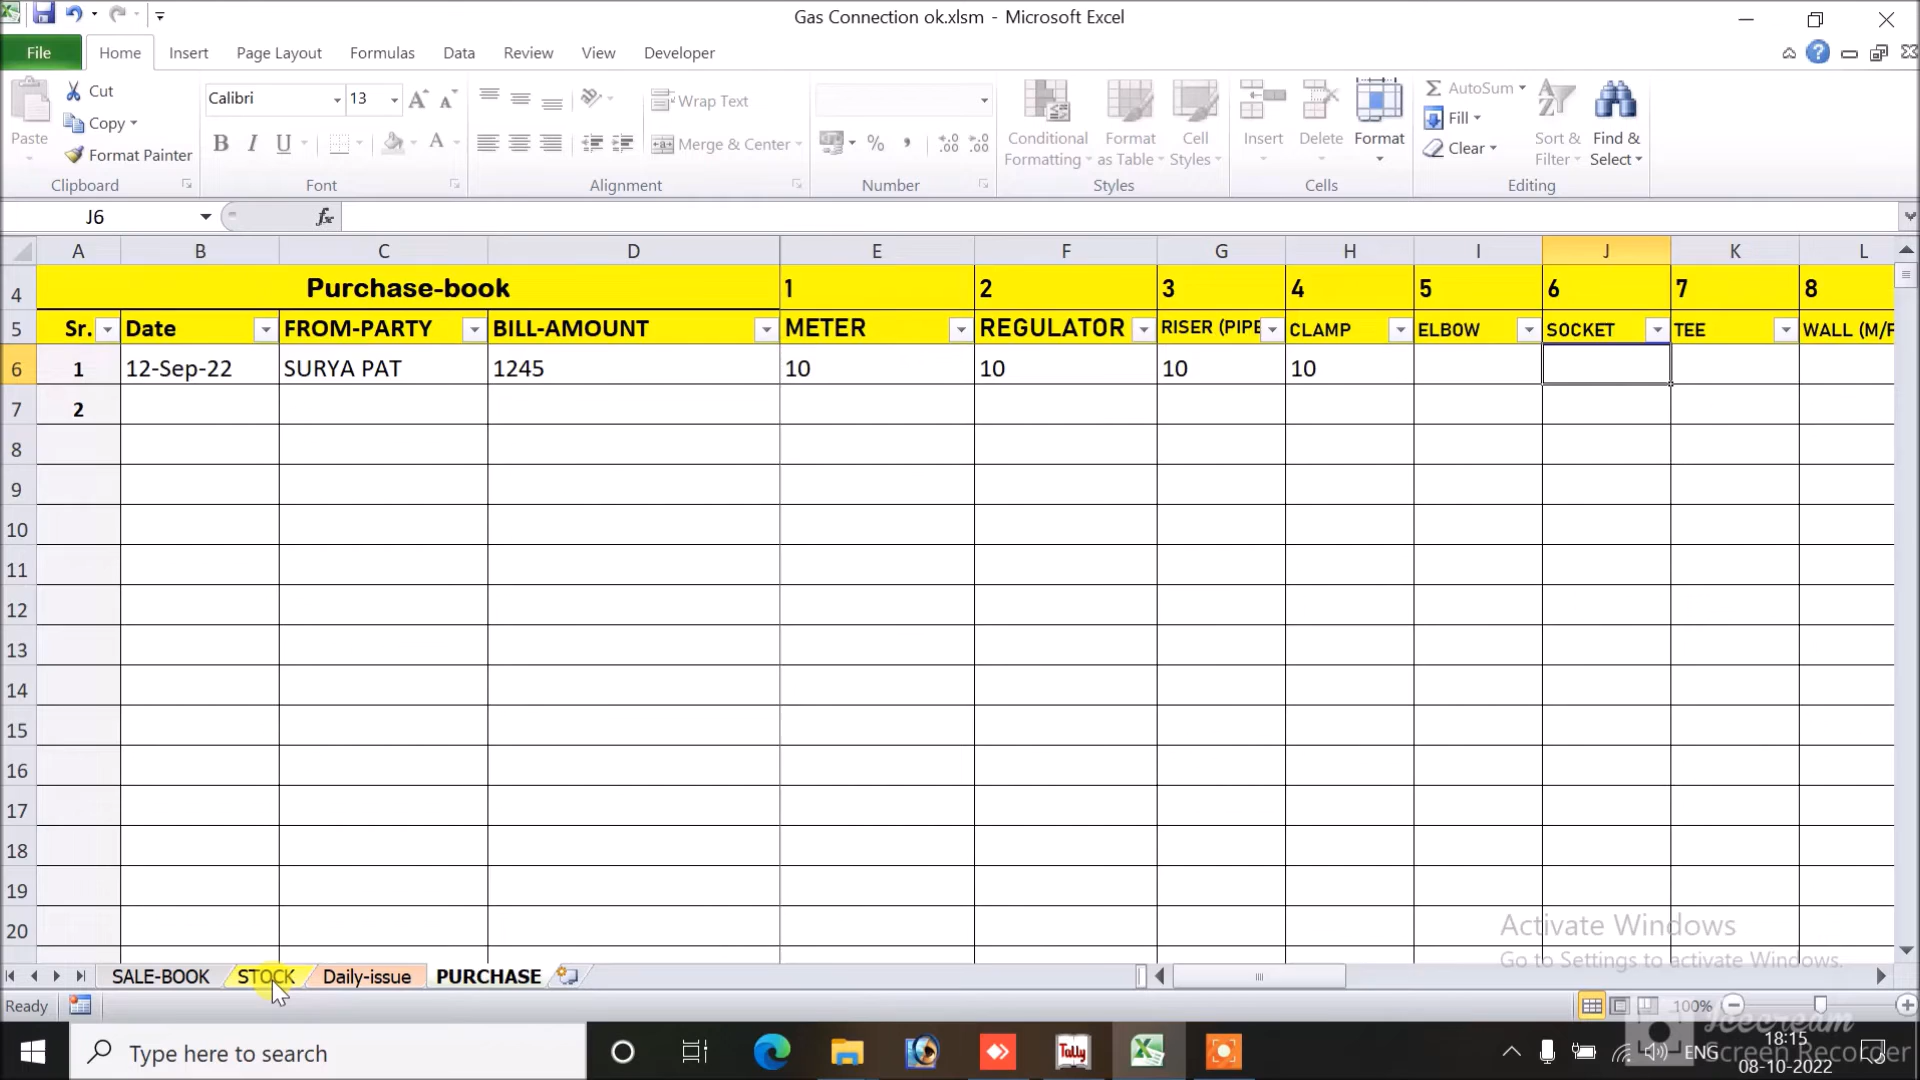 Gas Connection ok.xlsm - Microsoft Excel
File Home Insert Page Layout Formulas Data Review View Developer
Cut
Copy
Format Painter
Paste
Clipboard
Calibri 13
B I U
Font
Wrap Text
Merge & Center
Alignment
%
Number
Conditional Formatting
Format as Table
Cell Styles
Styles
Insert Delete Format
Cells
AutoSum
Fill
Clear
Sort & Filter
Find & Select
Editing
J6 fx
A B C D E F G H I J K L
4 Purchase-book 1 2 3 4 5 6 7 8
5 Sr. Date FROM-PARTY BILL-AMOUNT METER REGULATOR RISER (PIPE CLAMP ELBOW SOCKET TEE WALL (M/F
6 1 12-Sep-22 SURYA PAT 1245 10 10 10 10
7 2
8
9
10
11
12
13
14
15
16
17
18
19
20
Activate Windows
Go to Settings to activate Windows.
SALE-BOOK STOCK Daily-issue PURCHASE
Ready 100%
Icecream
Screen Recorder
Type here to search
Tally
ENG
18:15
08-10-2022